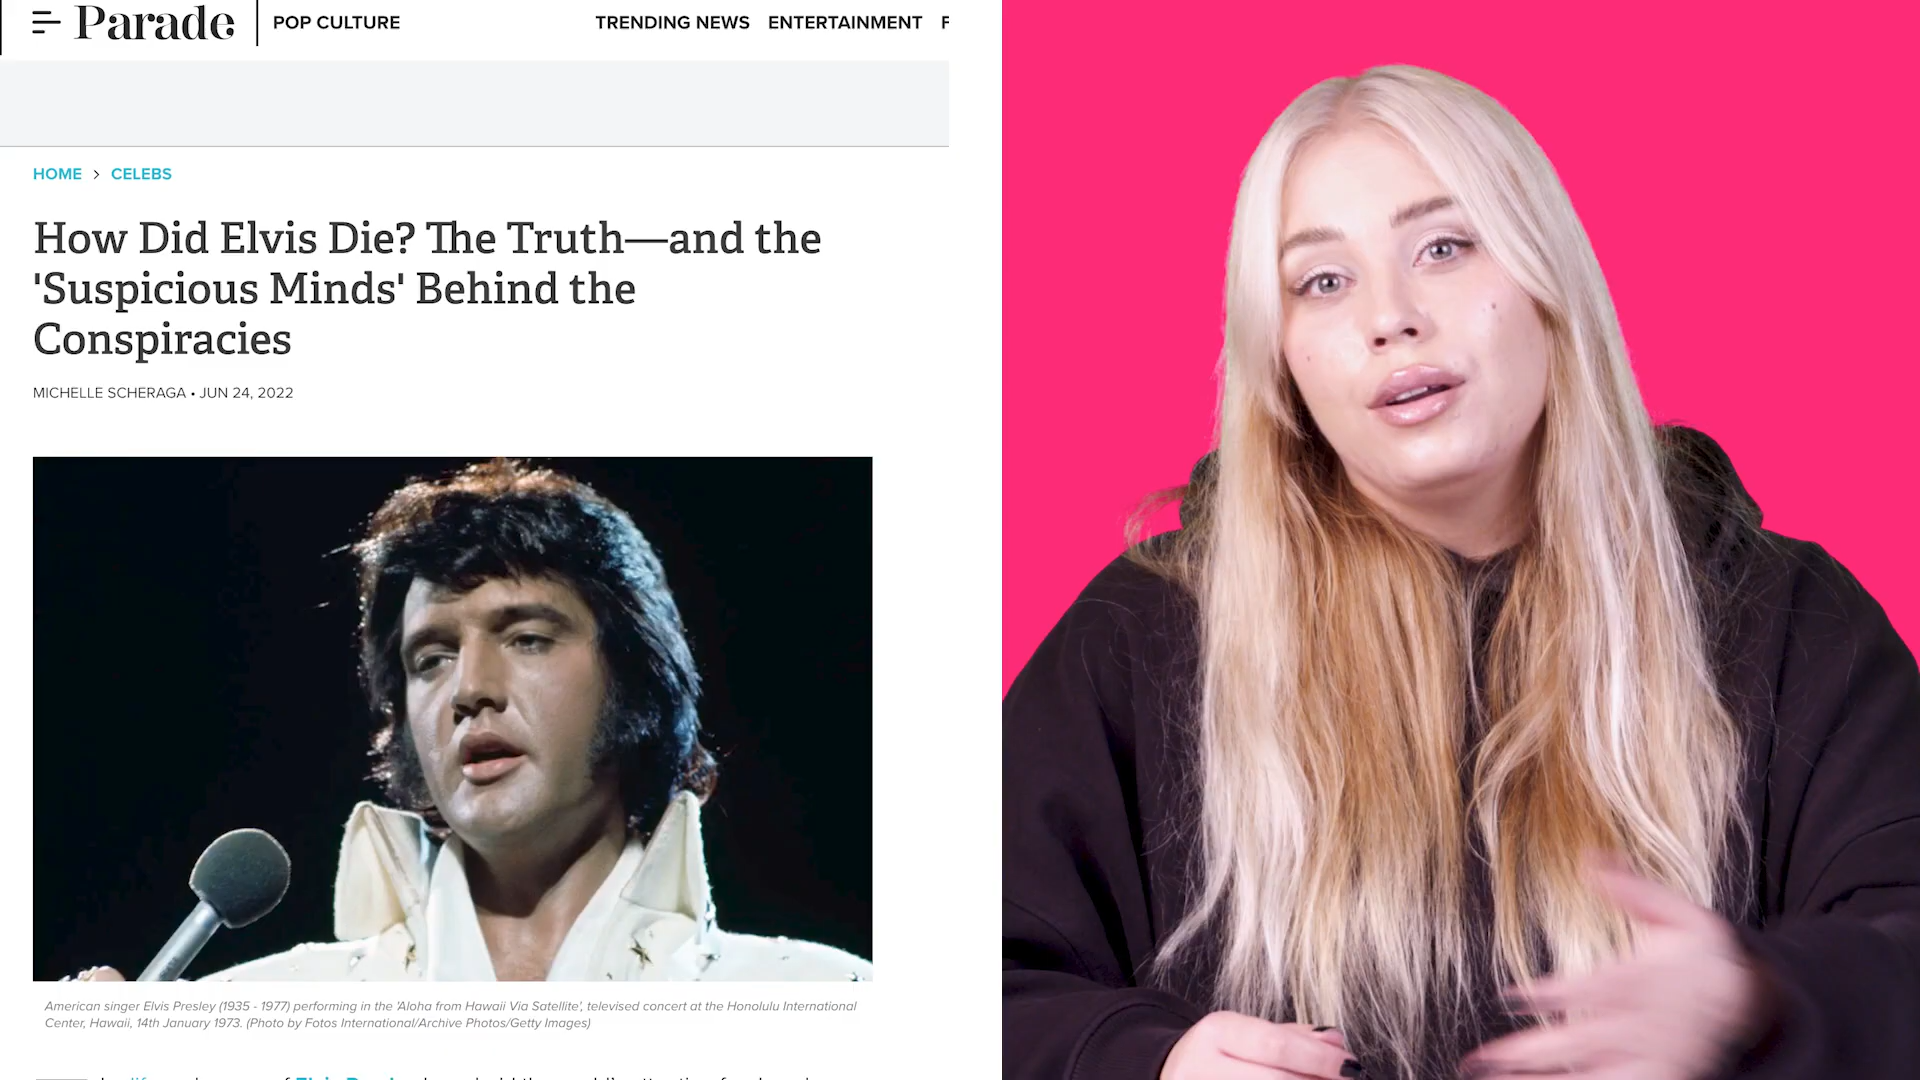 Parade
POP CULTURE
TRENDING NEWS ENTERTAINMENT
HOME > CELEBS
How Did Elvis Die? The Truth—and the
'Suspicious Minds' Behind the
Conspiracies
MICHELLE SCHERAGA • JUN 24, 2022
American singer Elvis Presley (1935 - 1977) performing in the 'Aloha from Hawaii Via Satellite', televised concert at the Honolulu International
Center, Hawaii, 14th January 1973. (Photo by Fotos International/Archive Photos/Getty Images)